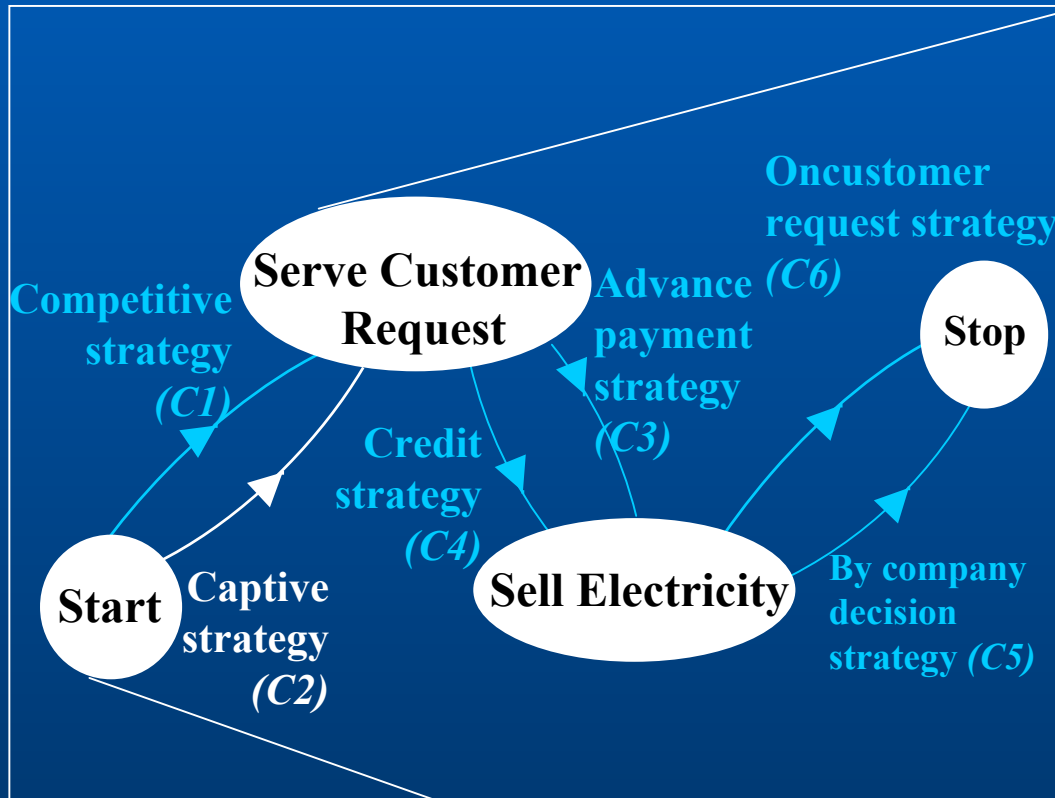 Oncustomer
request strategy
(C6)
Serve Customer
Request
Competitive
strategy
(C1)
Advance
payment
strategy
(C3)
Stop
Credit
strategy
(C4)
Start
Captive
strategy
(C2)
Sell Electricity
By company
decision
strategy (C5)